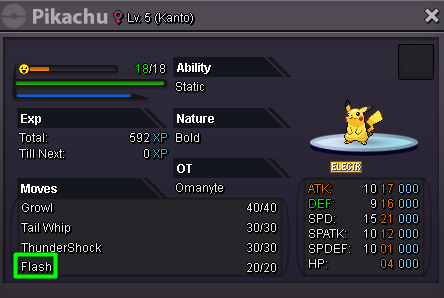 Pikachu Lv. 5 (Kanto)
18/18
Ability
Static
Exp
Total: 592 XP
Till Next: 0 XP
Nature
Bold
OT
Omanyte
ELECTR
Moves
Growl 40/40
Tail Whip 30/30
ThunderShock 30/30
Flash 20/20
ATK: 10 17 000
DEF: 9 16 000
SPD: 15 21 000
SPATK: 10 12 000
SPDEF: 10 01 000
HP: 04 000